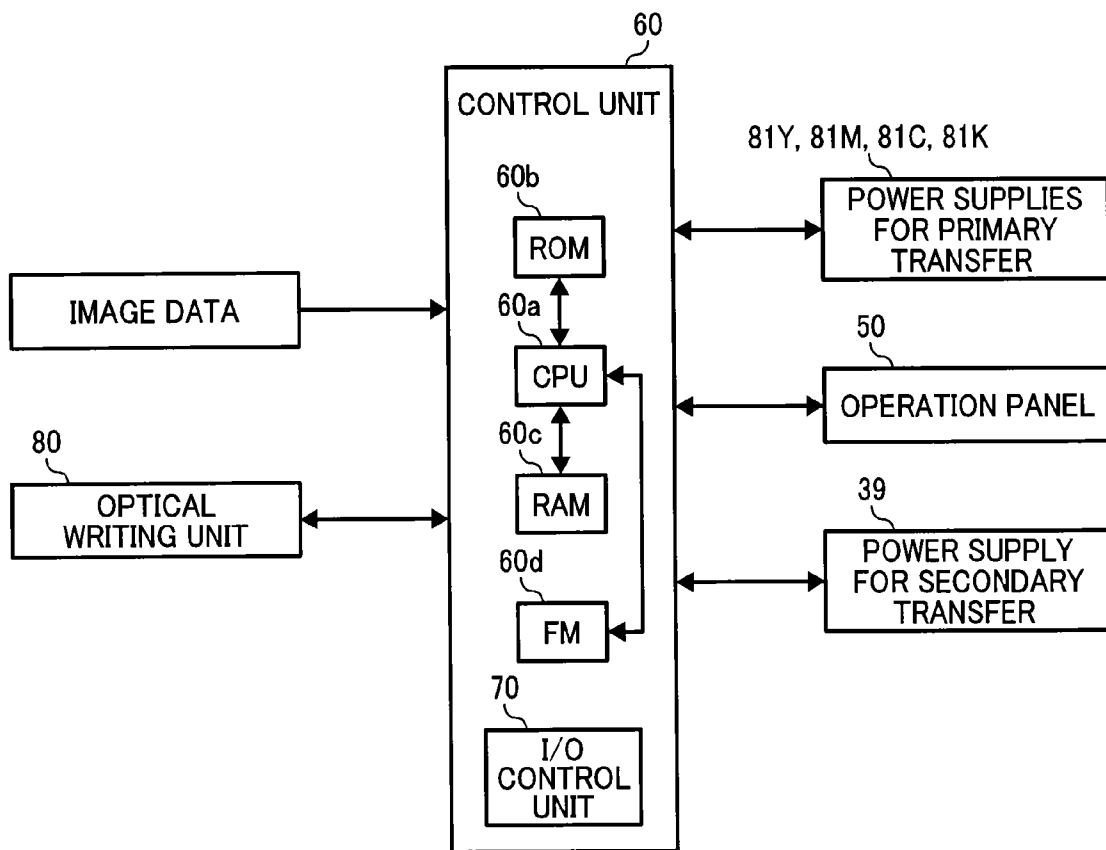 60
CONTROL UNIT
60b
ROM
60a
CPU
60c
RAM
60d
FM
70
I/O
CONTROL
UNIT
IMAGE DATA
80
OPTICAL
WRITING UNIT
81Y, 81M, 81C, 81K
POWER SUPPLIES
FOR PRIMARY
TRANSFER
50
OPERATION PANEL
39
POWER SUPPLY
FOR SECONDARY
TRANSFER